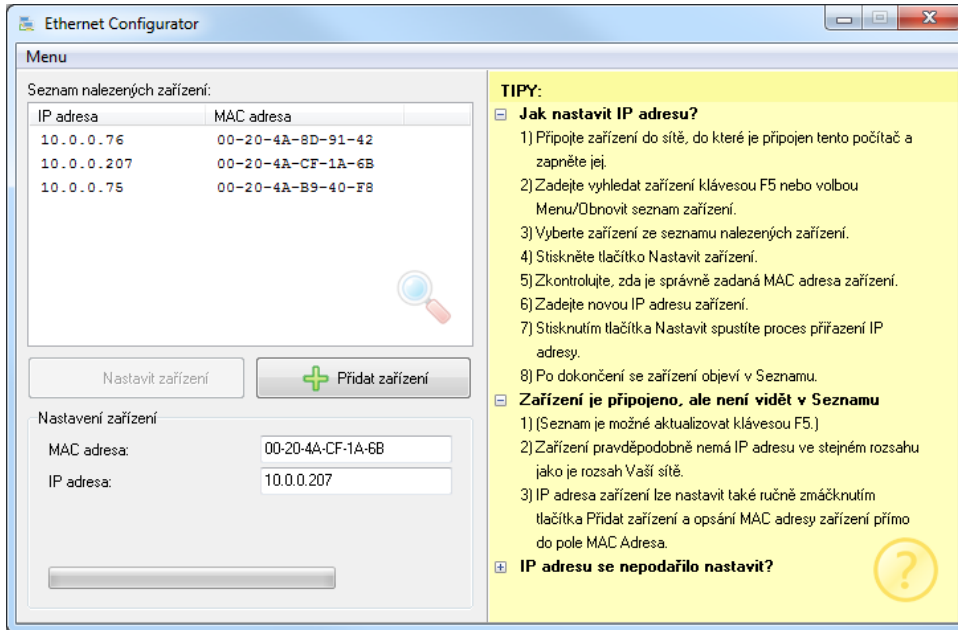 Ethernet Configurator
Menu
Seznam nalezených zařízení:
IP adresa MAC adresa
10.0.0.76 00-20-4A-8D-91-42
10.0.0.207 00-20-4A-CF-1A-6B
10.0.0.75 00-20-4A-B9-40-F8
Nastavit zařízení
Přidat zařízení
Nastavení zařízení
MAC adresa: 00-20-4A-CF-1A-6B
IP adresa: 10.0.0.207
TIPY:
Jak nastavit IP adresu?
1) Připojte zařízení do sítě, do které je připojen tento počítač a
zapněte jej.
2) Zadejte vyhledat zařízení klávesou F5 nebo volbou
Menu/Obnovit seznam zařízení.
3) Vyberte zařízení ze seznamu nalezených zařízení.
4) Stiskněte tlačítko Nastavit zařízení.
5) Zkontrolujte, zda je správně zadaná MAC adresa zařízení.
6) Zadejte novou IP adresu zařízení.
7) Stisknutím tlačítka Nastavit spustíte proces přiřazení IP
adresy.
8) Po dokončení se zařízení objeví v Seznamu.
Zařízení je připojeno, ale není vidět v Seznamu
1) (Seznam je možné aktualizovat klávesou F5.)
2) Zařízení pravděpodobně nemá IP adresu ve stejném rozsahu
jako je rozsah Vaší sítě.
3) IP adresa zařízení lze nastavit také ručně zmáčknutím
tlačítka Přidat zařízení a opsání MAC adresy zařízení přímo
do pole MAC Adresa.
IP adresu se nepodařilo nastavit?